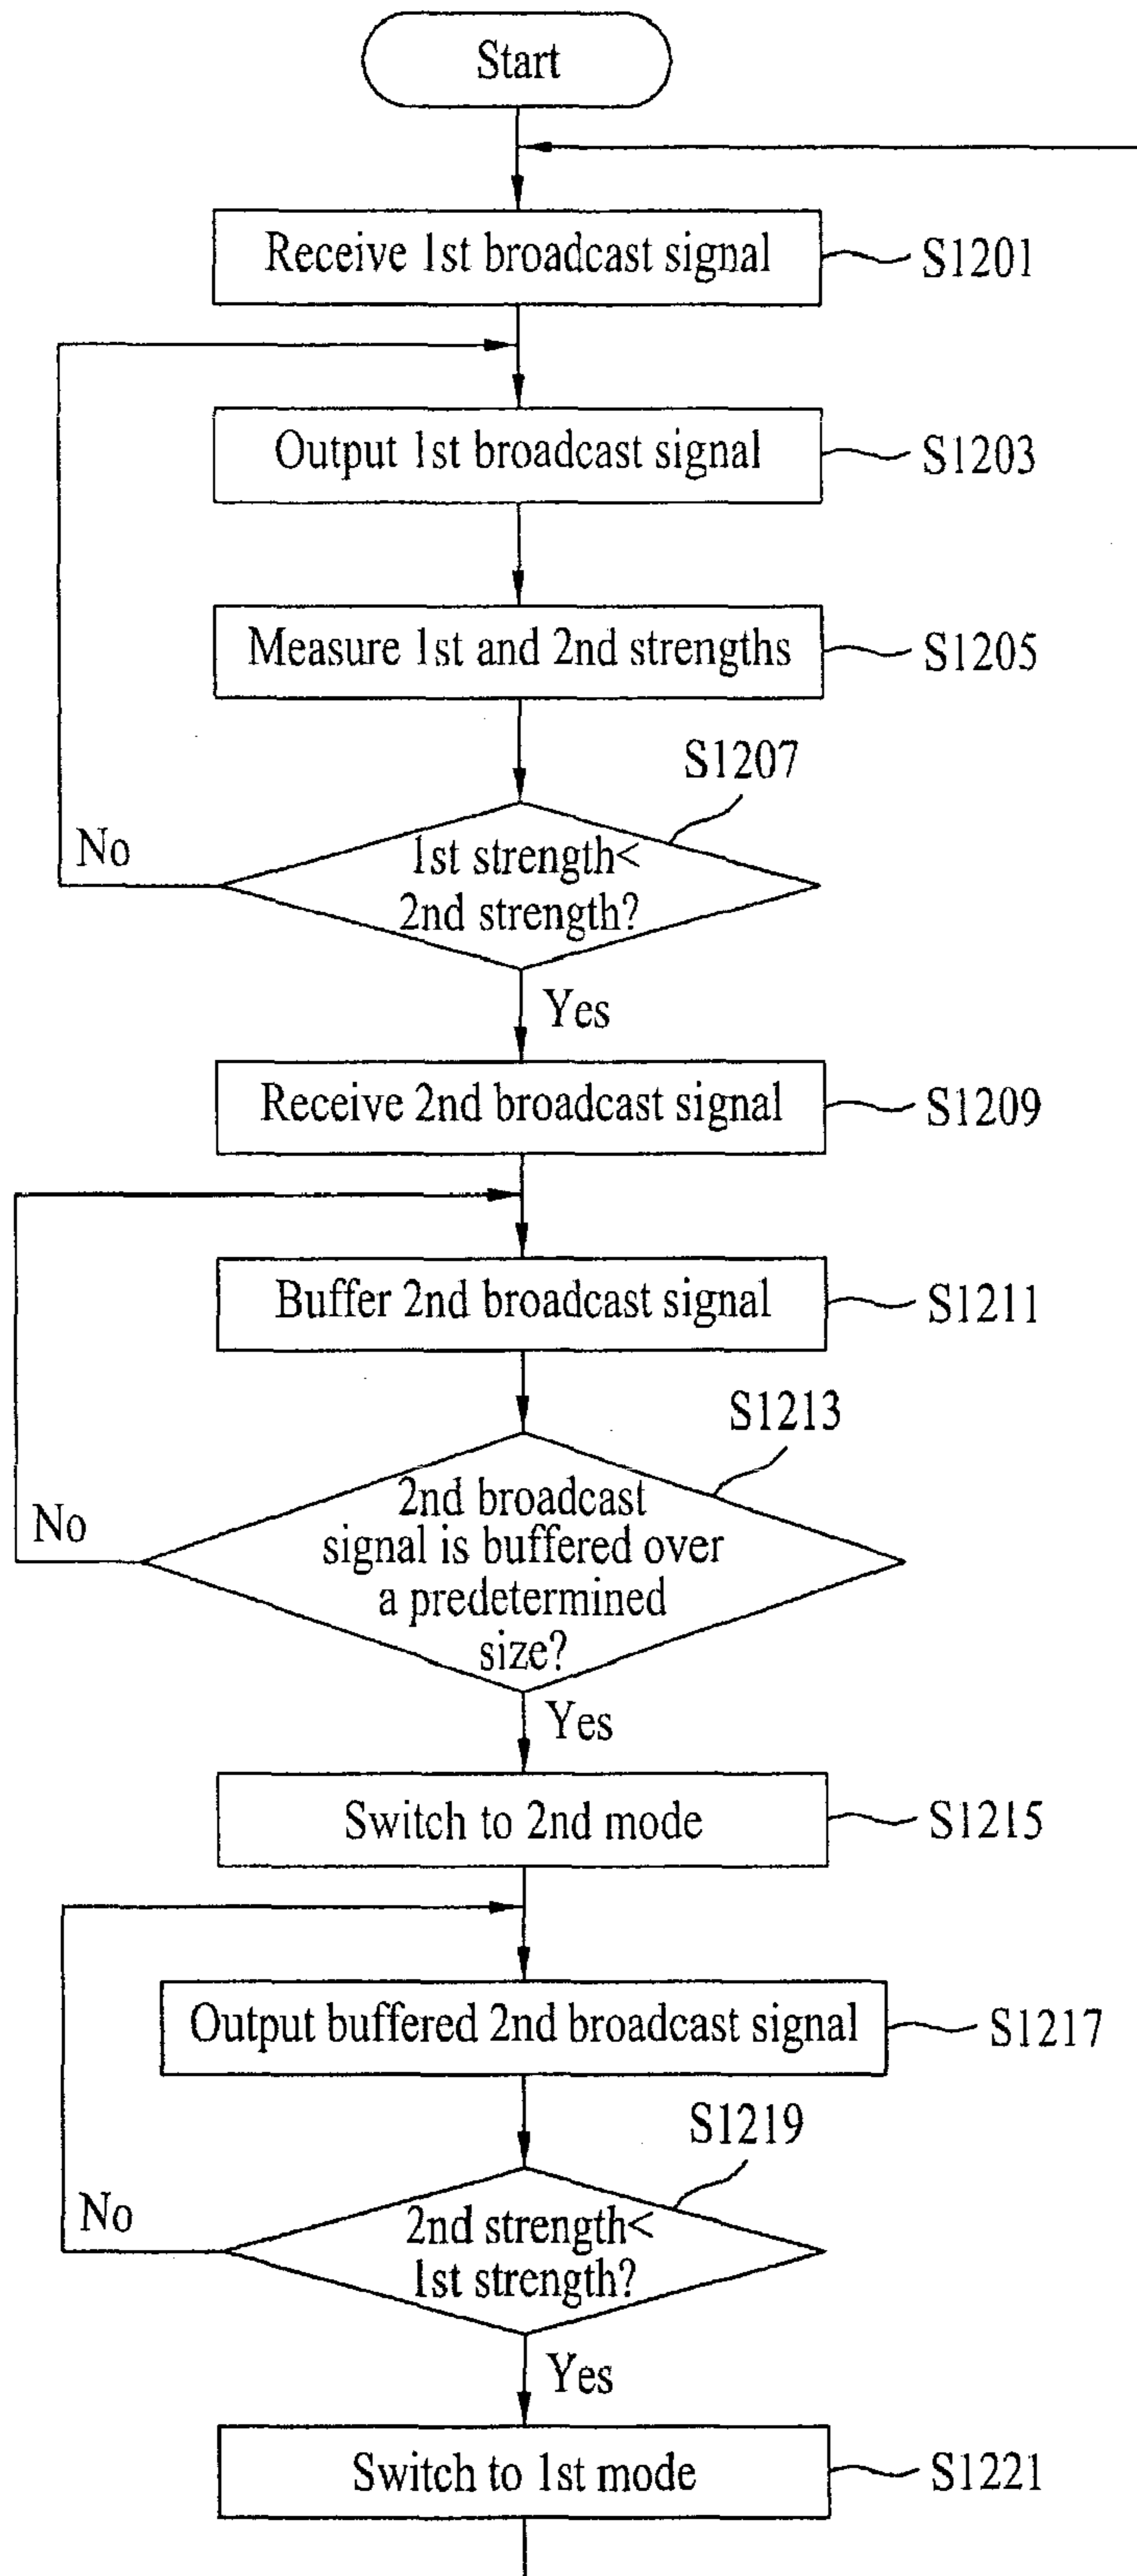 Start
Receive 1st broadcast signal
S1201
Output 1st broadcast signal
S1203
Measure 1st and 2nd strengths
S1205
S1207
No
1st strength<
2nd strength?
Yes
Receive 2nd broadcast signal
S1209
Buffer 2nd broadcast signal
S1211
S1213
No
2nd broadcast
signal is buffered over
a predetermined
size?
Yes
Switch to 2nd mode
S1215
Output buffered 2nd broadcast signal
S1217
S1219
No
2nd strength<
1st strength?
Yes
Switch to 1st mode
S1221